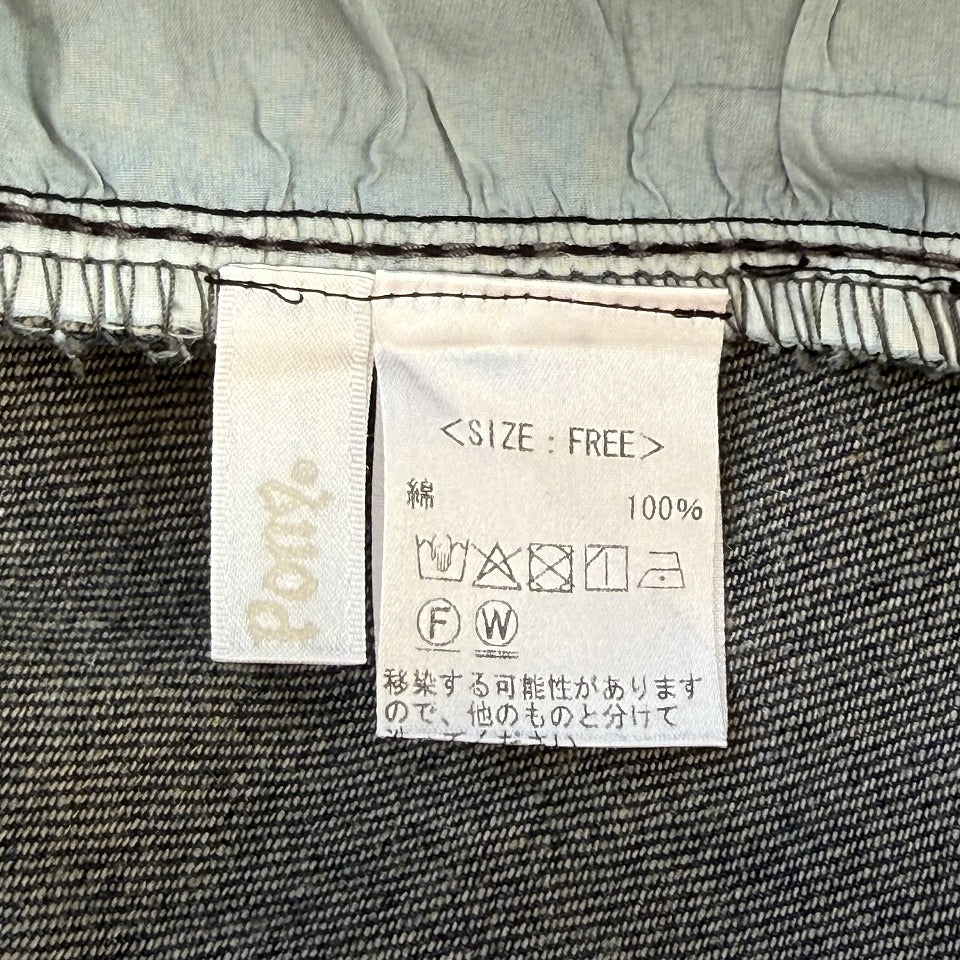 Pony.
<SIZE : FREE>
綿 100%
F W
移染する可能性があります
ので、他のものと分けて